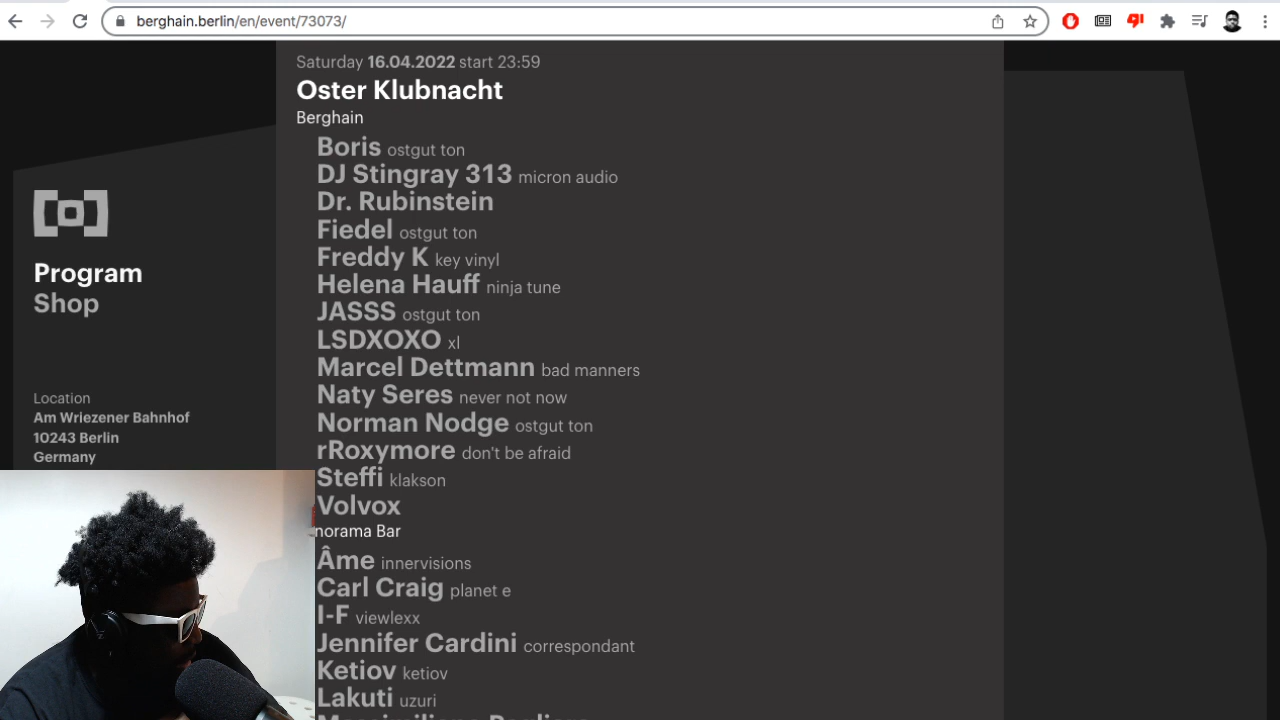 berghain.berlin/en/event/73073/
Saturday 16.04.2022 start 23:59
Oster Klubnacht
Berghain
Boris ostgut ton
DJ Stingray 313 micron audio
Dr. Rubinstein
Fiedel ostgut ton
Freddy K key vinyl
Helena Hauff ninja tune
JASSS ostgut ton
LSDXOXO xl
Marcel Dettmann bad manners
Naty Seres never not now
Norman Nodge ostgut ton
rRoxymore don't be afraid
Steffi klakson
Volvox
norama Bar
Âme innervisions
Carl Craig planet e
I-F viewlexx
Jennifer Cardini correspondant
Ketiov ketiov
Lakuti uzuri
Program
Shop
Location
Am Wriezener Bahnhof
10243 Berlin
Germany